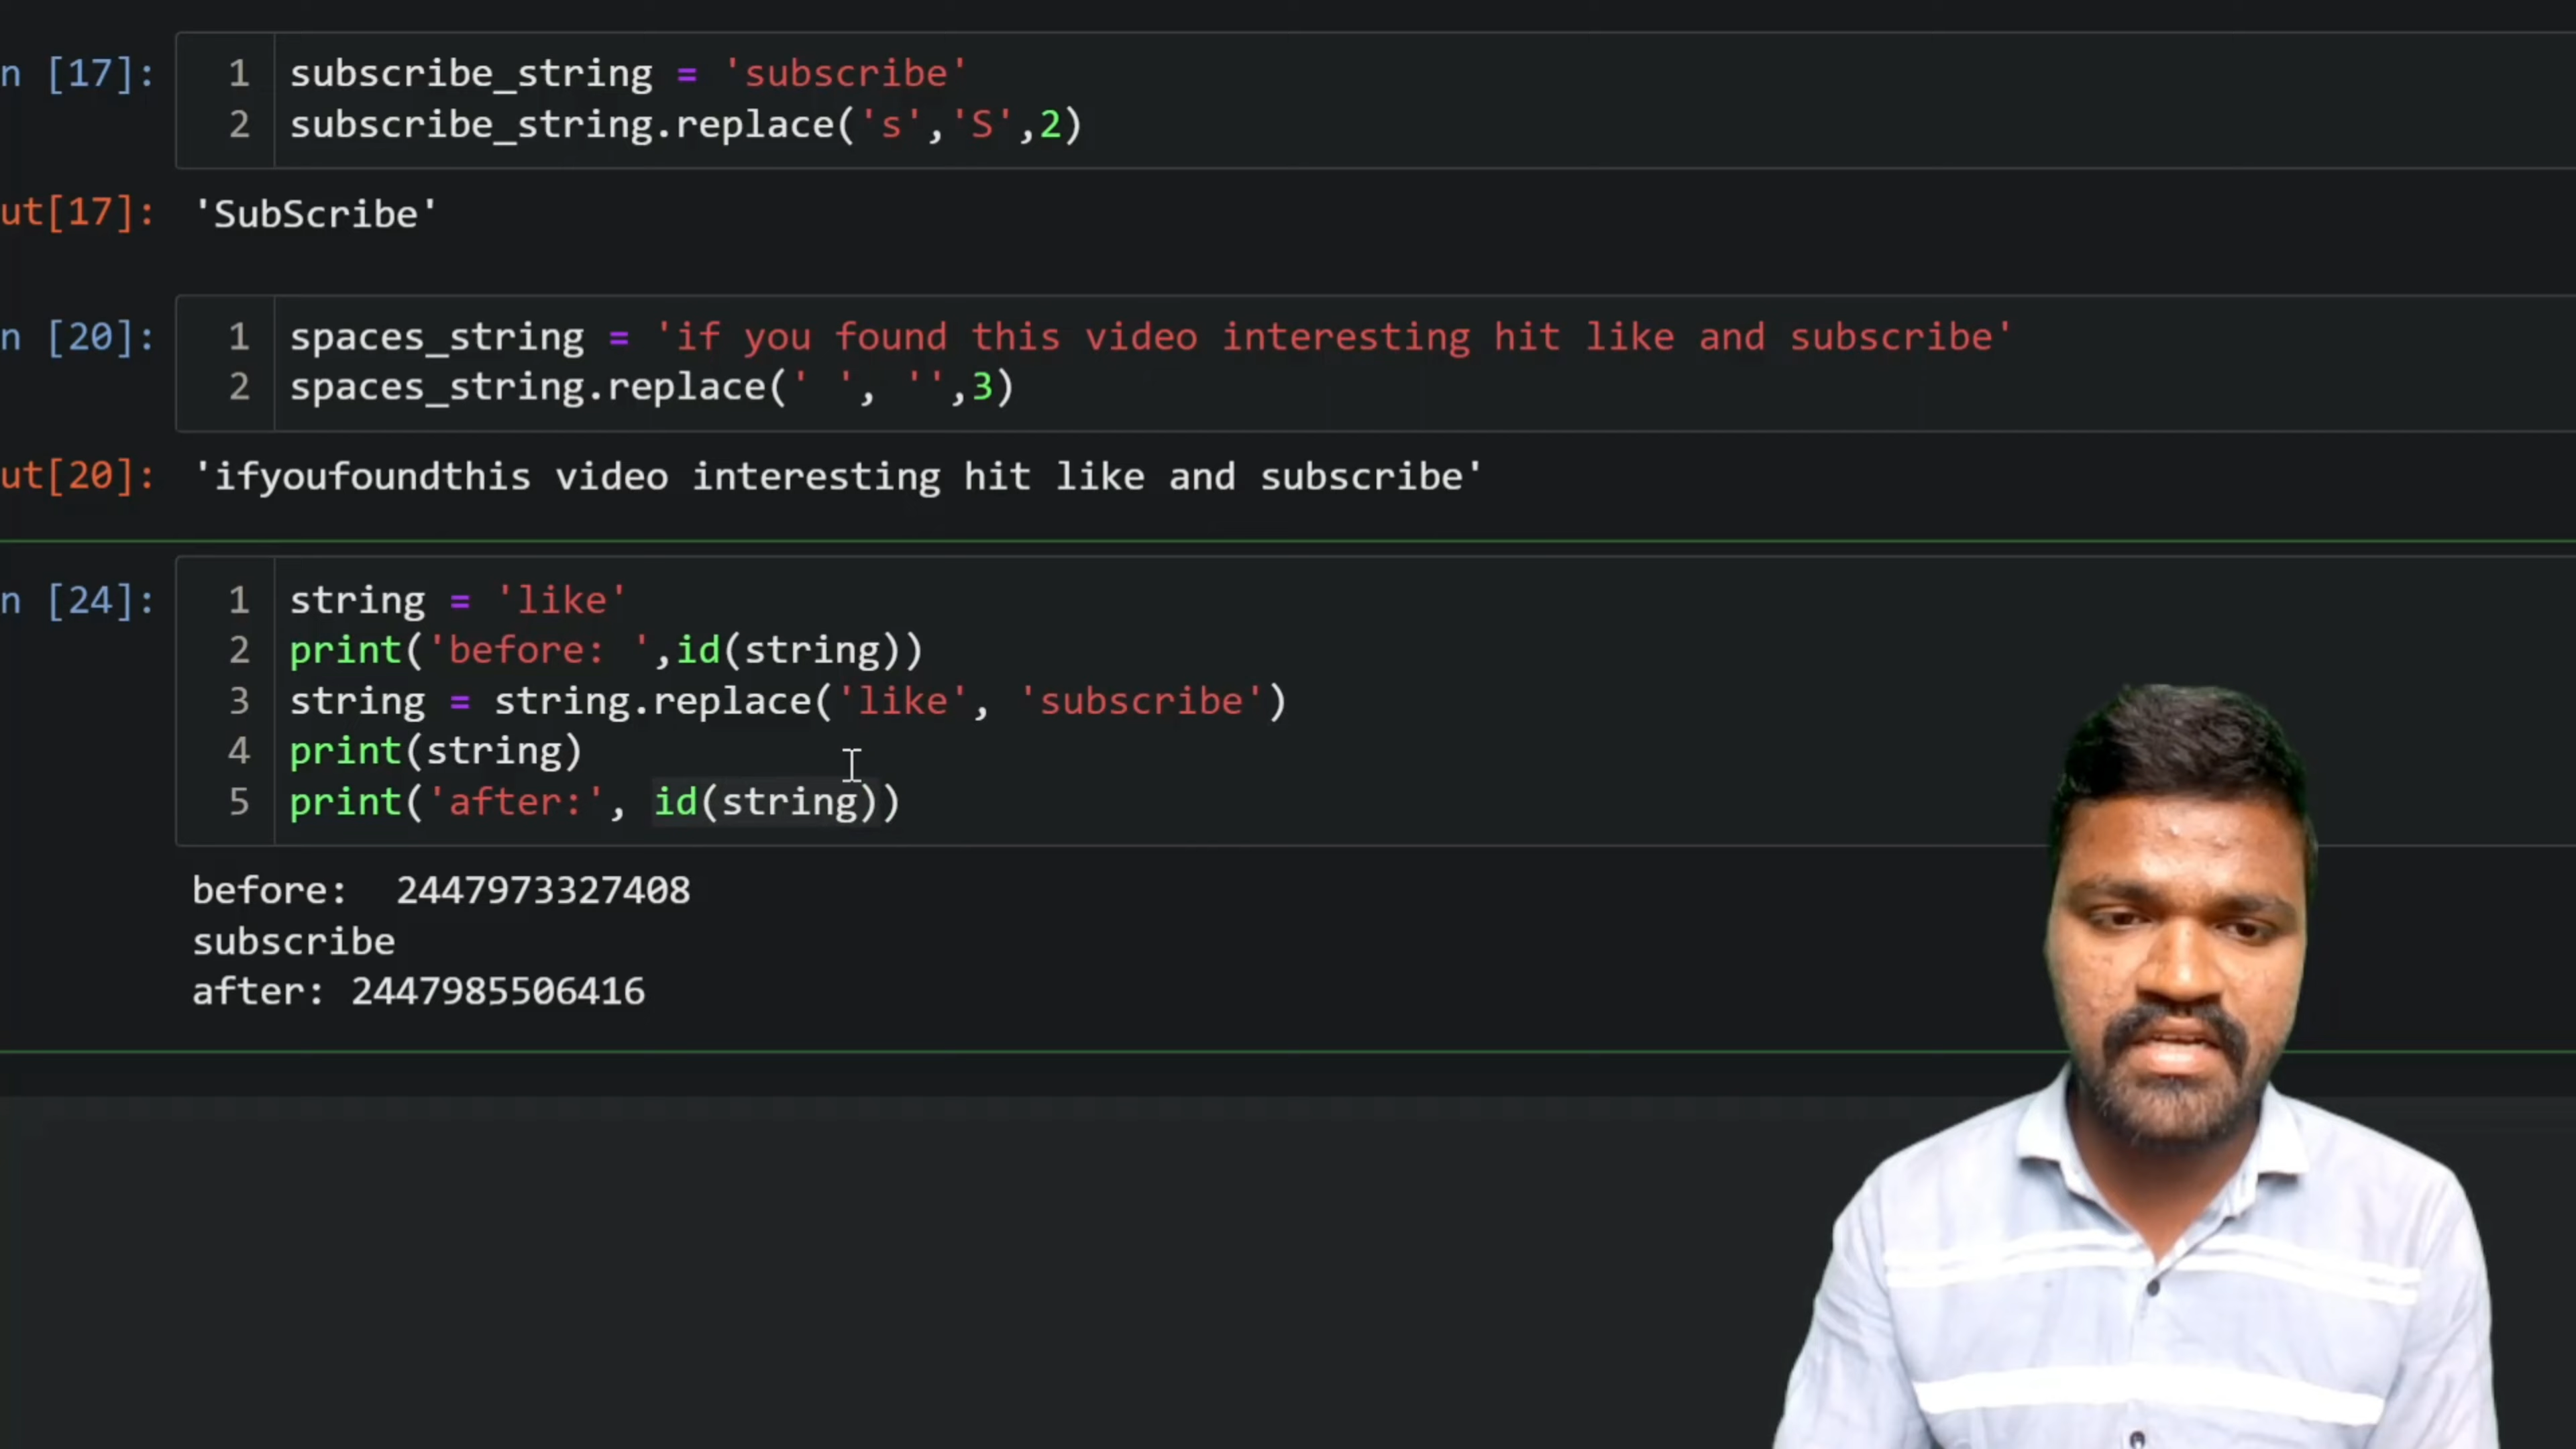 n [17]:
1 subscribe_string = 'subscribe'
2 subscribe_string.replace('s','S',2)
ut[17]: 'SubScribe'
n [20]:
1 spaces_string = 'if you found this video interesting hit like and subscribe'
2 spaces_string.replace(' ', '',3)
ut[20]: 'ifyoufoundthis video interesting hit like and subscribe'
n [24]:
1 string = 'like'
2 print('before: ',id(string))
3 string = string.replace('like', 'subscribe')
4 print(string)
5 print('after:', id(string))
before:  2447973327408
subscribe
after: 2447985506416